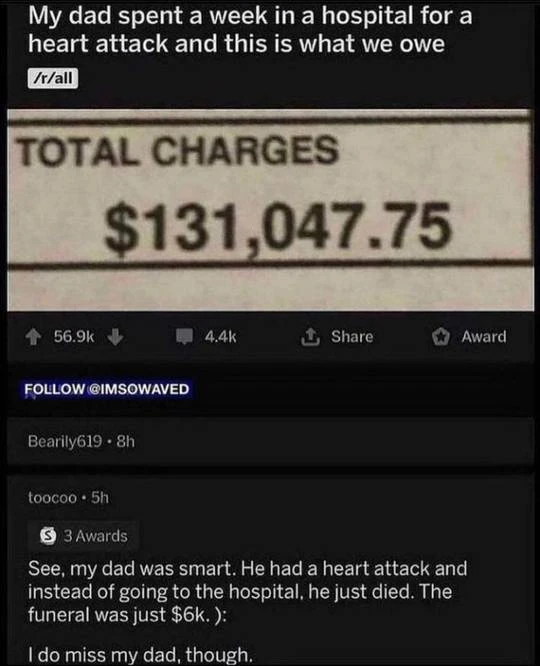 My dad spent a week in a hospital for a
heart attack and this is what we owe
/r/all
TOTAL CHARGES
$131,047.75
56.9k 4.4k Share Award
FOLLOW @IMSOWAVED
Bearily619 • 8h
toocoo • 5h
S 3 Awards
See, my dad was smart. He had a heart attack and
instead of going to the hospital, he just died. The
funeral was just $6k. ):
I do miss my dad, though.